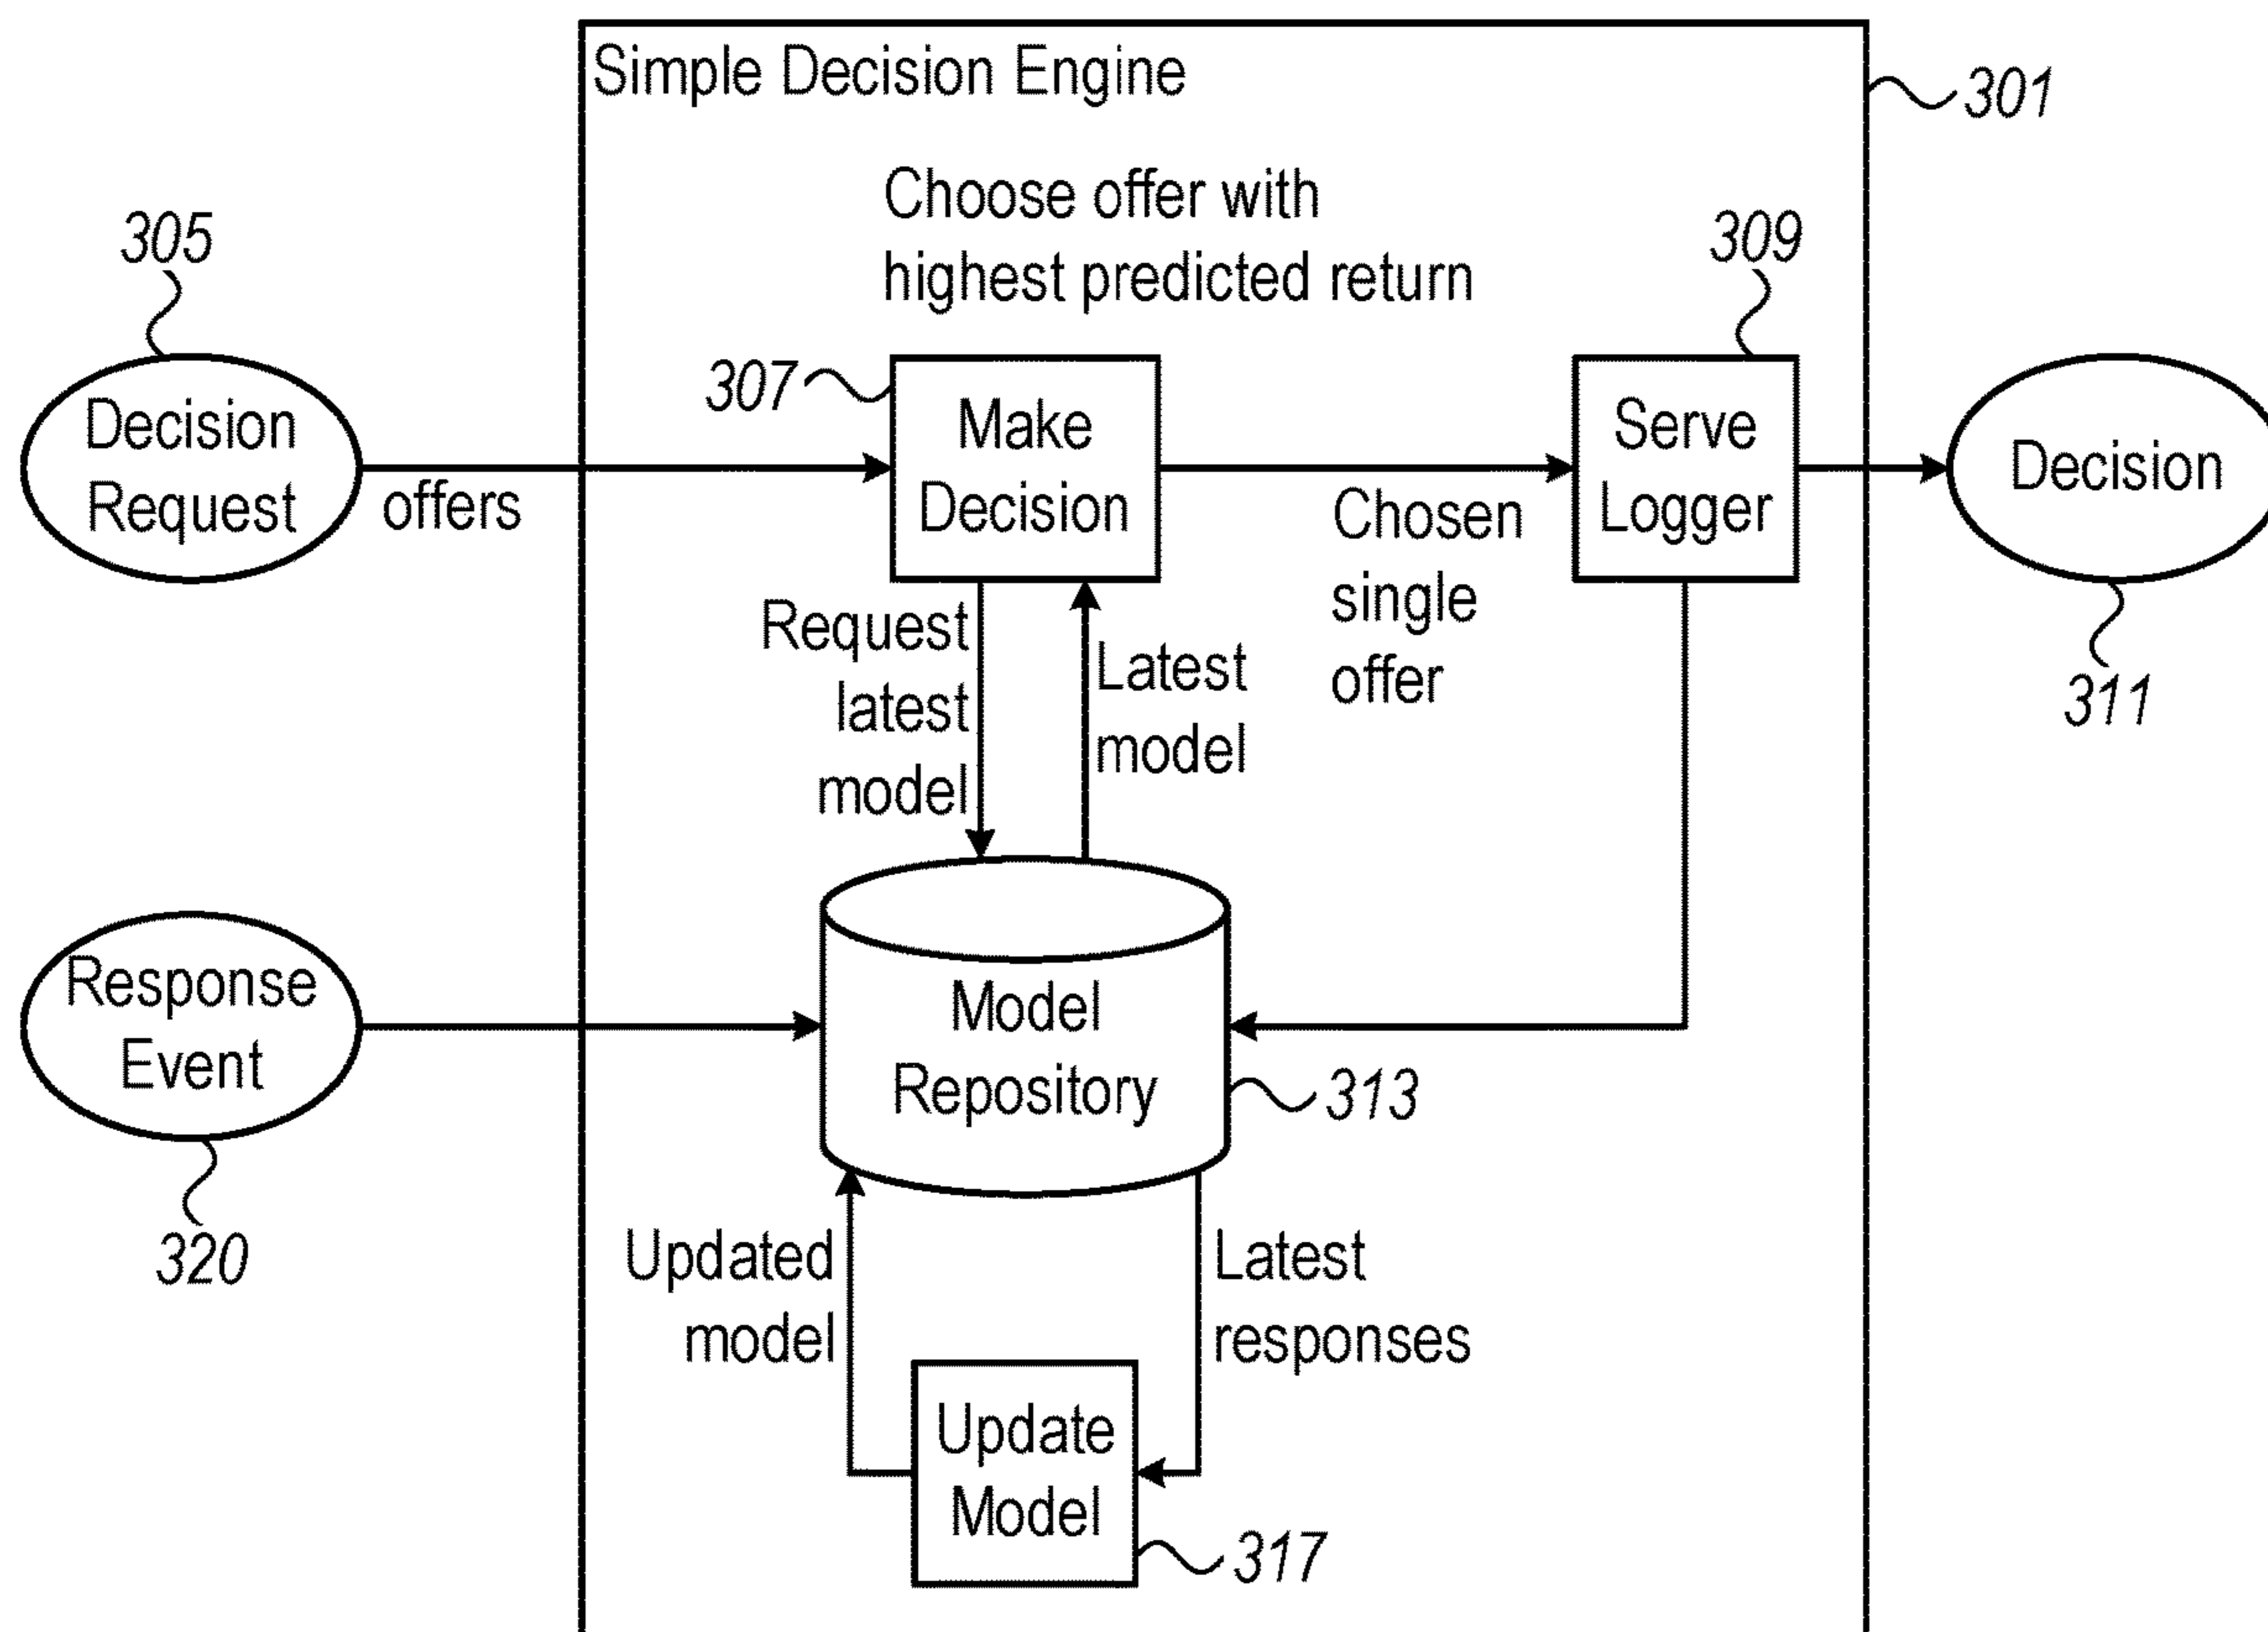 Simple Decision Engine
301
Choose offer with
highest predicted return
305
309
307
Decision
Request
offers
Make
Decision
Chosen
single
offer
Serve
Logger
Decision
311
Request
latest
model
Latest
model
Response
Event
320
Model
Repository
313
Updated
model
Latest
responses
Update
Model
317